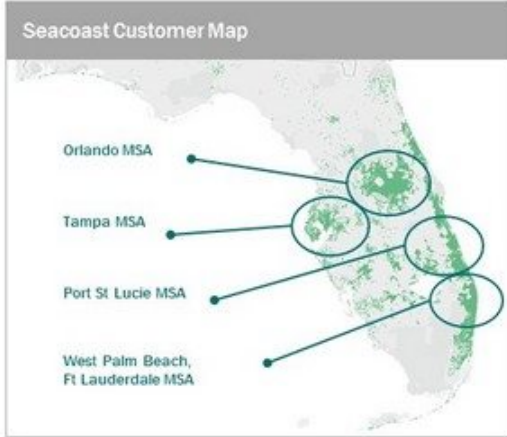 Seacoast Customer Map
Orlando MSA
Tampa MSA
Port St Lucie MSA
West Palm Beach,
Ft Lauderdale MSA